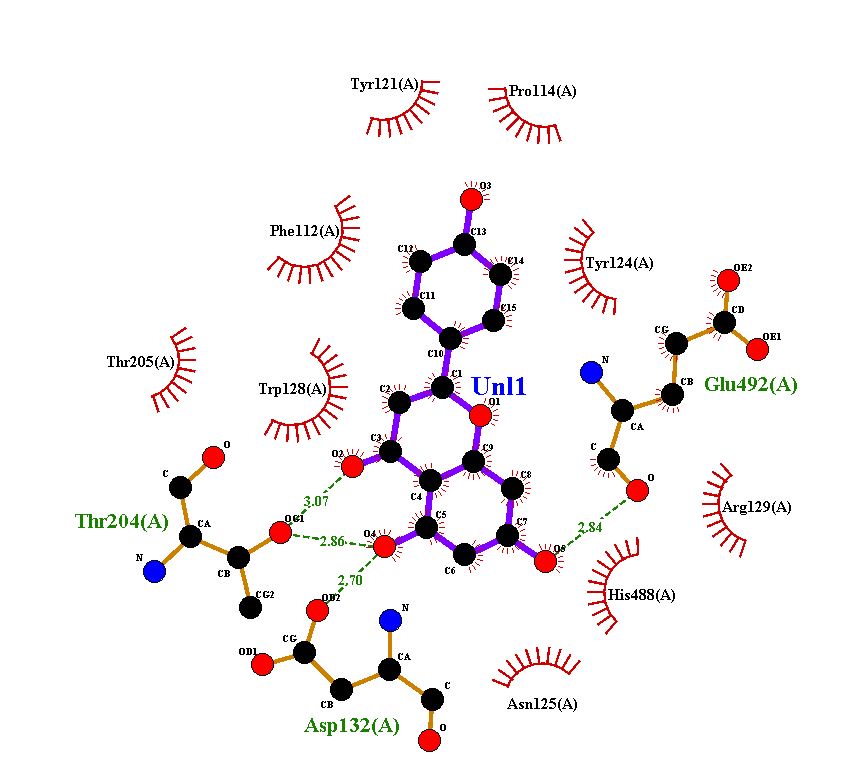 Tyr121(A)
Pro114(A)
O3
C13
C12
C14
Phe112(A)
Tyr124(A)
OE2
C11
C15
CD
CG
OE1
C10
Thr205(A)
N
C1
Unl1
Glu492(A)
Trp128(A)
C2
CB
O1
CA
C3
O
O2
C9
C
C
C4
C8
O
3.07
Arg129(A)
Thr204(A)
OG1
C5
2.84
CA
2.86
O4
C7
N
CB
C6
O5
2.70
CG2
OB2
N
His488(A)
CG
OD1
CA
CB
C
Asn125(A)
Asp132(A)
O